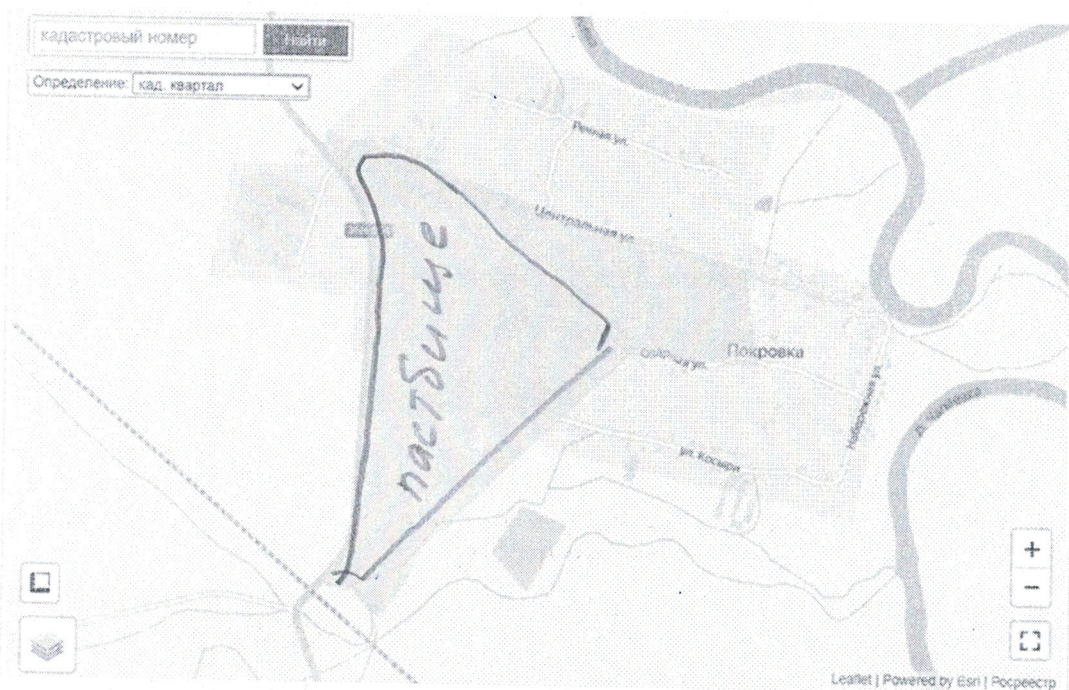 кадастровый номер
Найти
Определение: кад. квартал
Речная ул.
Центральная ул.
пастбище
Покровка
Набережная ул.
ул. Косыри
+
−
Leaflet | Powered by Esri | Росреестр